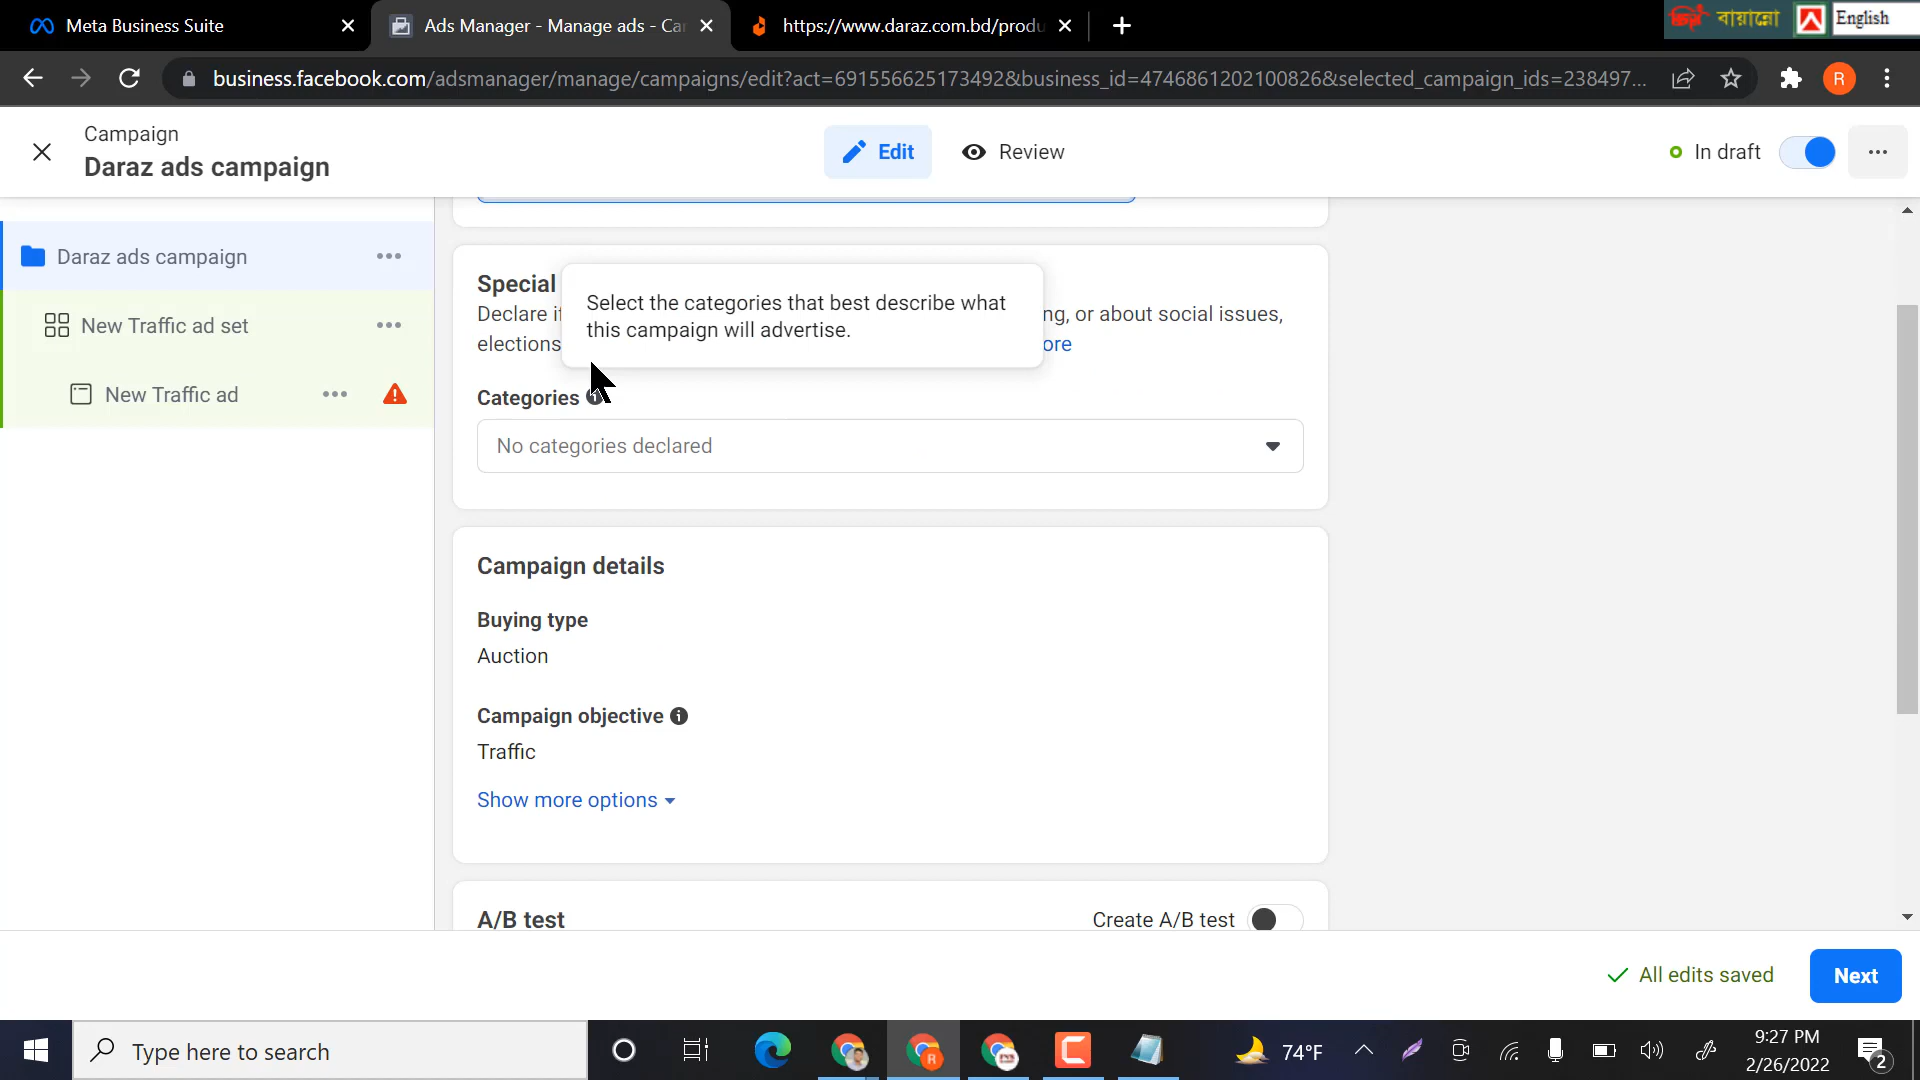 Meta Business Suite
Ads Manager - Manage ads - Ca
https://www.daraz.com.bd/produ
বায়ান্নো
English
business.facebook.com/adsmanager/manage/campaigns/edit?act=691556625173492&business_id=4746861202100826&selected_campaign_ids=238497...
R
Campaign
Daraz ads campaign
Edit
Review
In draft
Daraz ads campaign
New Traffic ad set
New Traffic ad
Special
Declare if
ng, or about social issues,
elections
ore
Select the categories that best describe what
this campaign will advertise.
Categories
No categories declared
Campaign details
Buying type
Auction
Campaign objective
Traffic
Show more options
A/B test
Create A/B test
All edits saved
Next
Type here to search
R
74°F
9:27 PM
2/26/2022
2